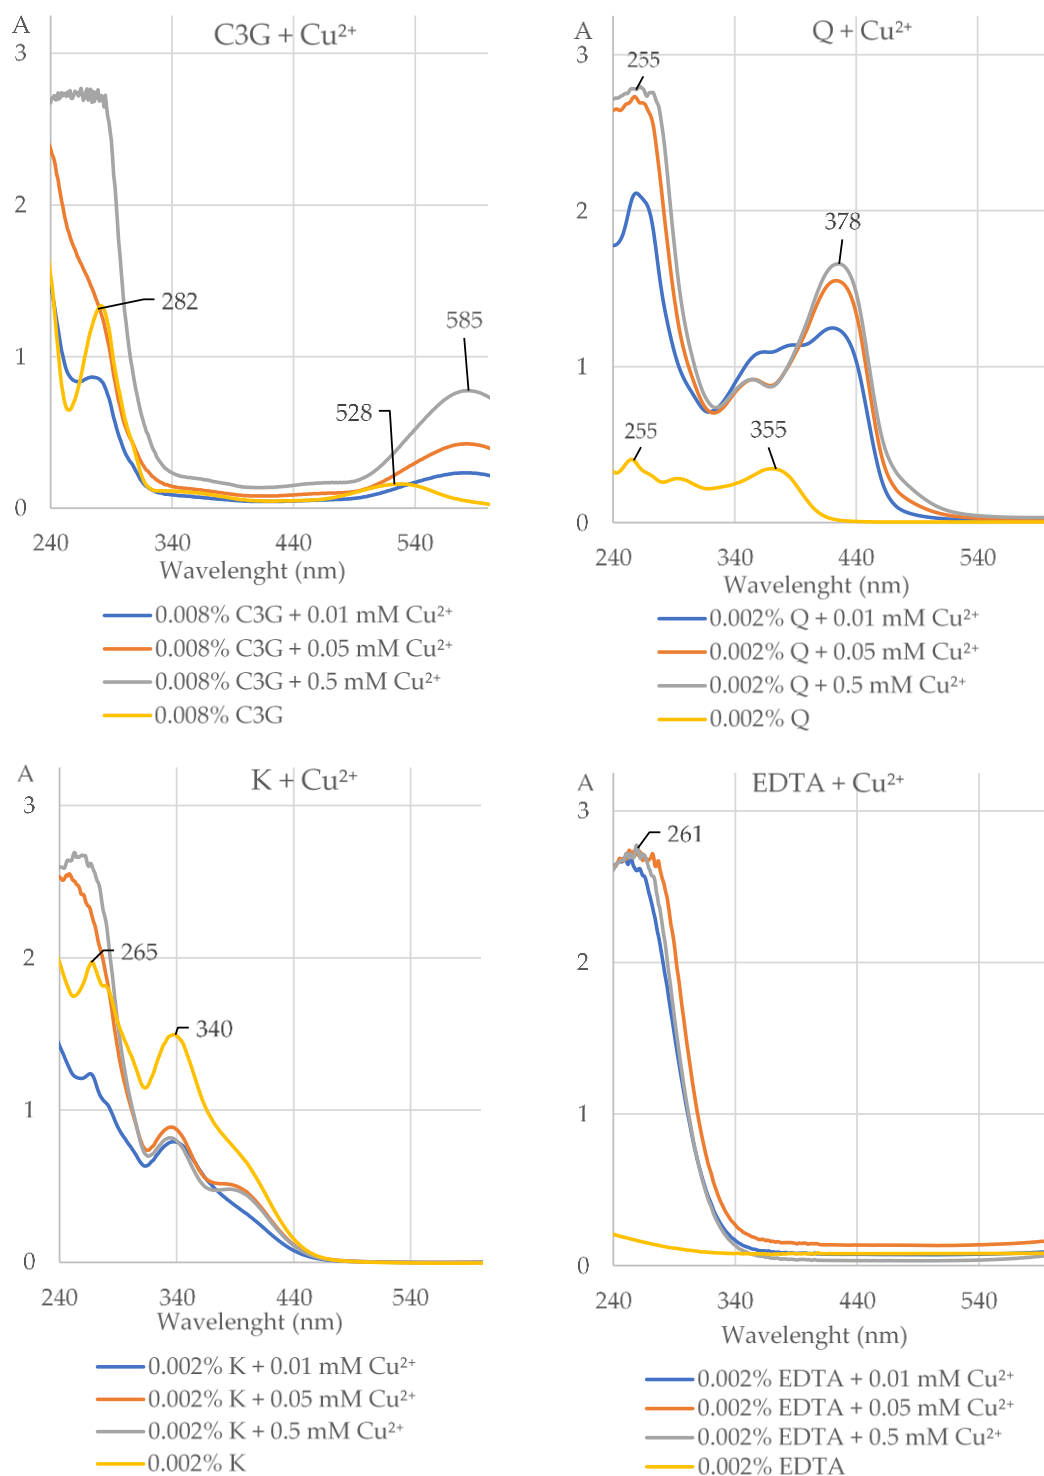 A
C3G + Cu²⁺
3
2
1
0
282
585
528
240 340 440 540
Wavelenght (nm)
0.008% C3G + 0.01 mM Cu²⁺
0.008% C3G + 0.05 mM Cu²⁺
0.008% C3G + 0.5 mM Cu²⁺
0.008% C3G
A
Q + Cu²⁺
3
2
1
0
255
378
255
355
240 340 440 540
Wavelenght (nm)
0.002% Q + 0.01 mM Cu²⁺
0.002% Q + 0.05 mM Cu²⁺
0.002% Q + 0.5 mM Cu²⁺
0.002% Q
A
K + Cu²⁺
3
2
1
0
265
340
240 340 440 540
Wavelenght (nm)
0.002% K + 0.01 mM Cu²⁺
0.002% K + 0.05 mM Cu²⁺
0.002% K + 0.5 mM Cu²⁺
0.002% K
A
EDTA + Cu²⁺
3
2
1
0
261
240 340 440 540
Wavelenght (nm)
0.002% EDTA + 0.01 mM Cu²⁺
0.002% EDTA + 0.05 mM Cu²⁺
0.002% EDTA + 0.5 mM Cu²⁺
0.002% EDTA